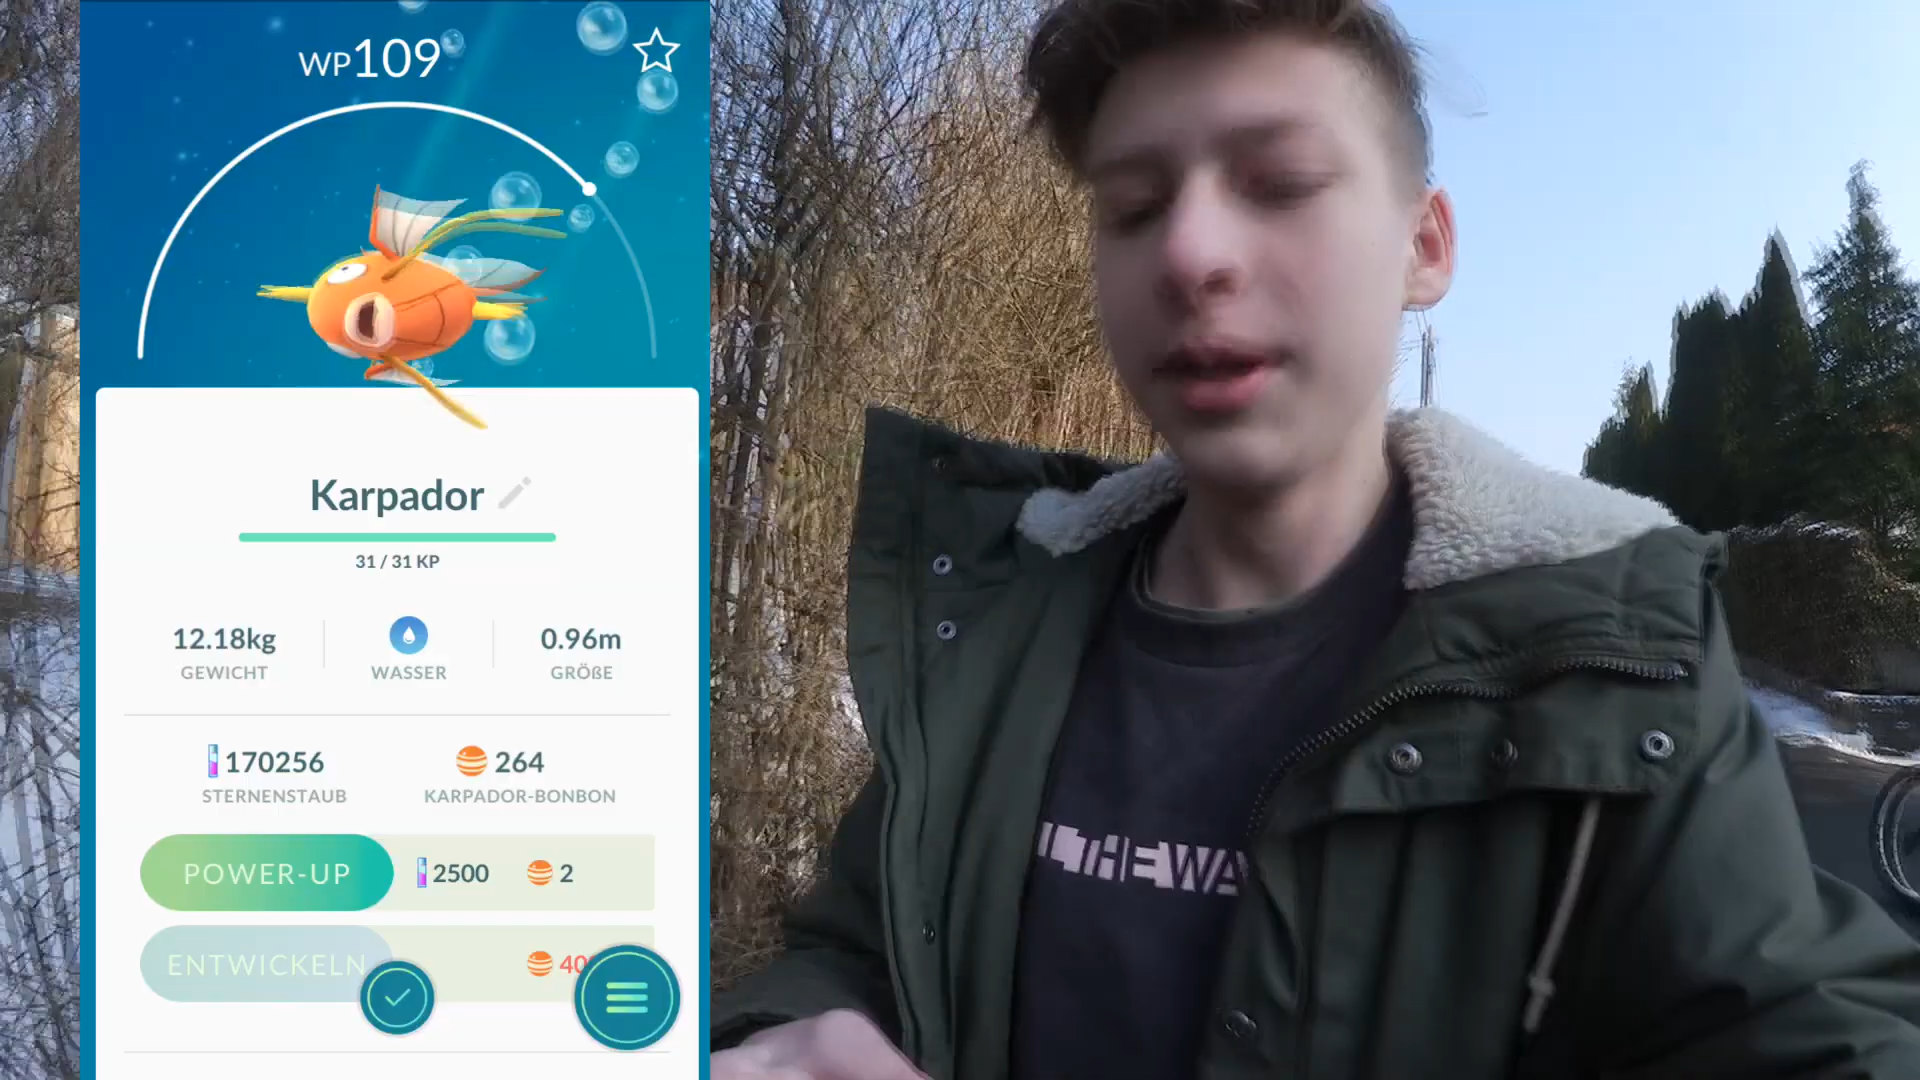 WP109
Karpador
31 / 31 KP
12.18kg
GEWICHT
WASSER
0.96m
GRÖßE
170256
STERNENSTAUB
264
KARPADOR-BONBON
POWER-UP 2500 2
ENTWICKELN
THE